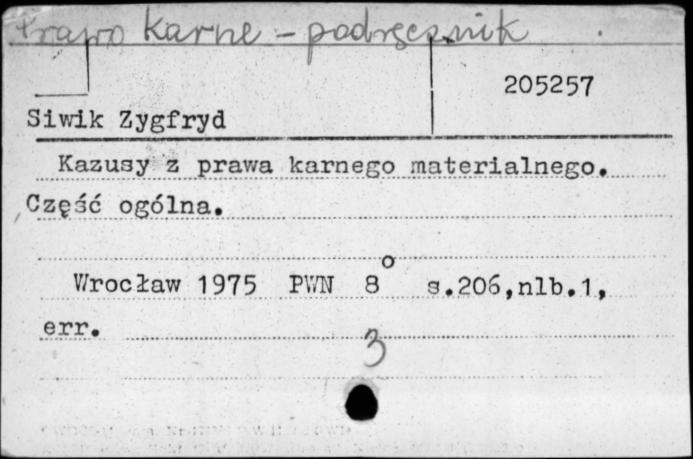 Prawo karne - podręcznik
205257
Siwik Zygfryd
Kazusy z prawa karnego materialnego.
Część ogólna.
Wrocław 1975 PWN 8° s.206,nlb.1,
err.
3